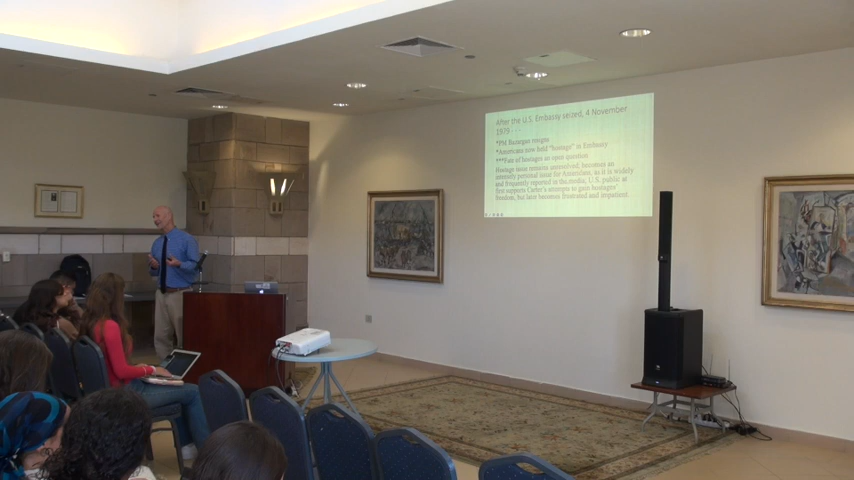 After the U.S. Embassy seized, 4 November
1979 - - -
*PM Bazargan resigns
*Americans now held "hostage" in Embassy
***Fate of hostages an open question
Hostage issue remains unresolved, becomes an
intensely personal issue for Americans, as it is widely
and frequently reported in the media; U.S. public at
first supports Carter's attempts to gain hostages'
freedom, but later becomes frustrated and impatient.